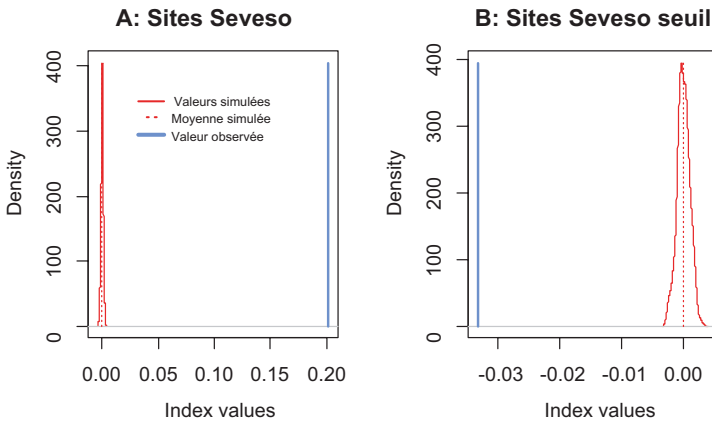 A: Sites Seveso
Density
400
300
200
100
0
Valeurs simulées
Moyenne simulée
Valeur observée
0.00 0.05 0.10 0.15 0.20
Index values
B: Sites Seveso seuil
Density
400
300
200
100
0
-0.03 -0.02 -0.01 0.00
Index values